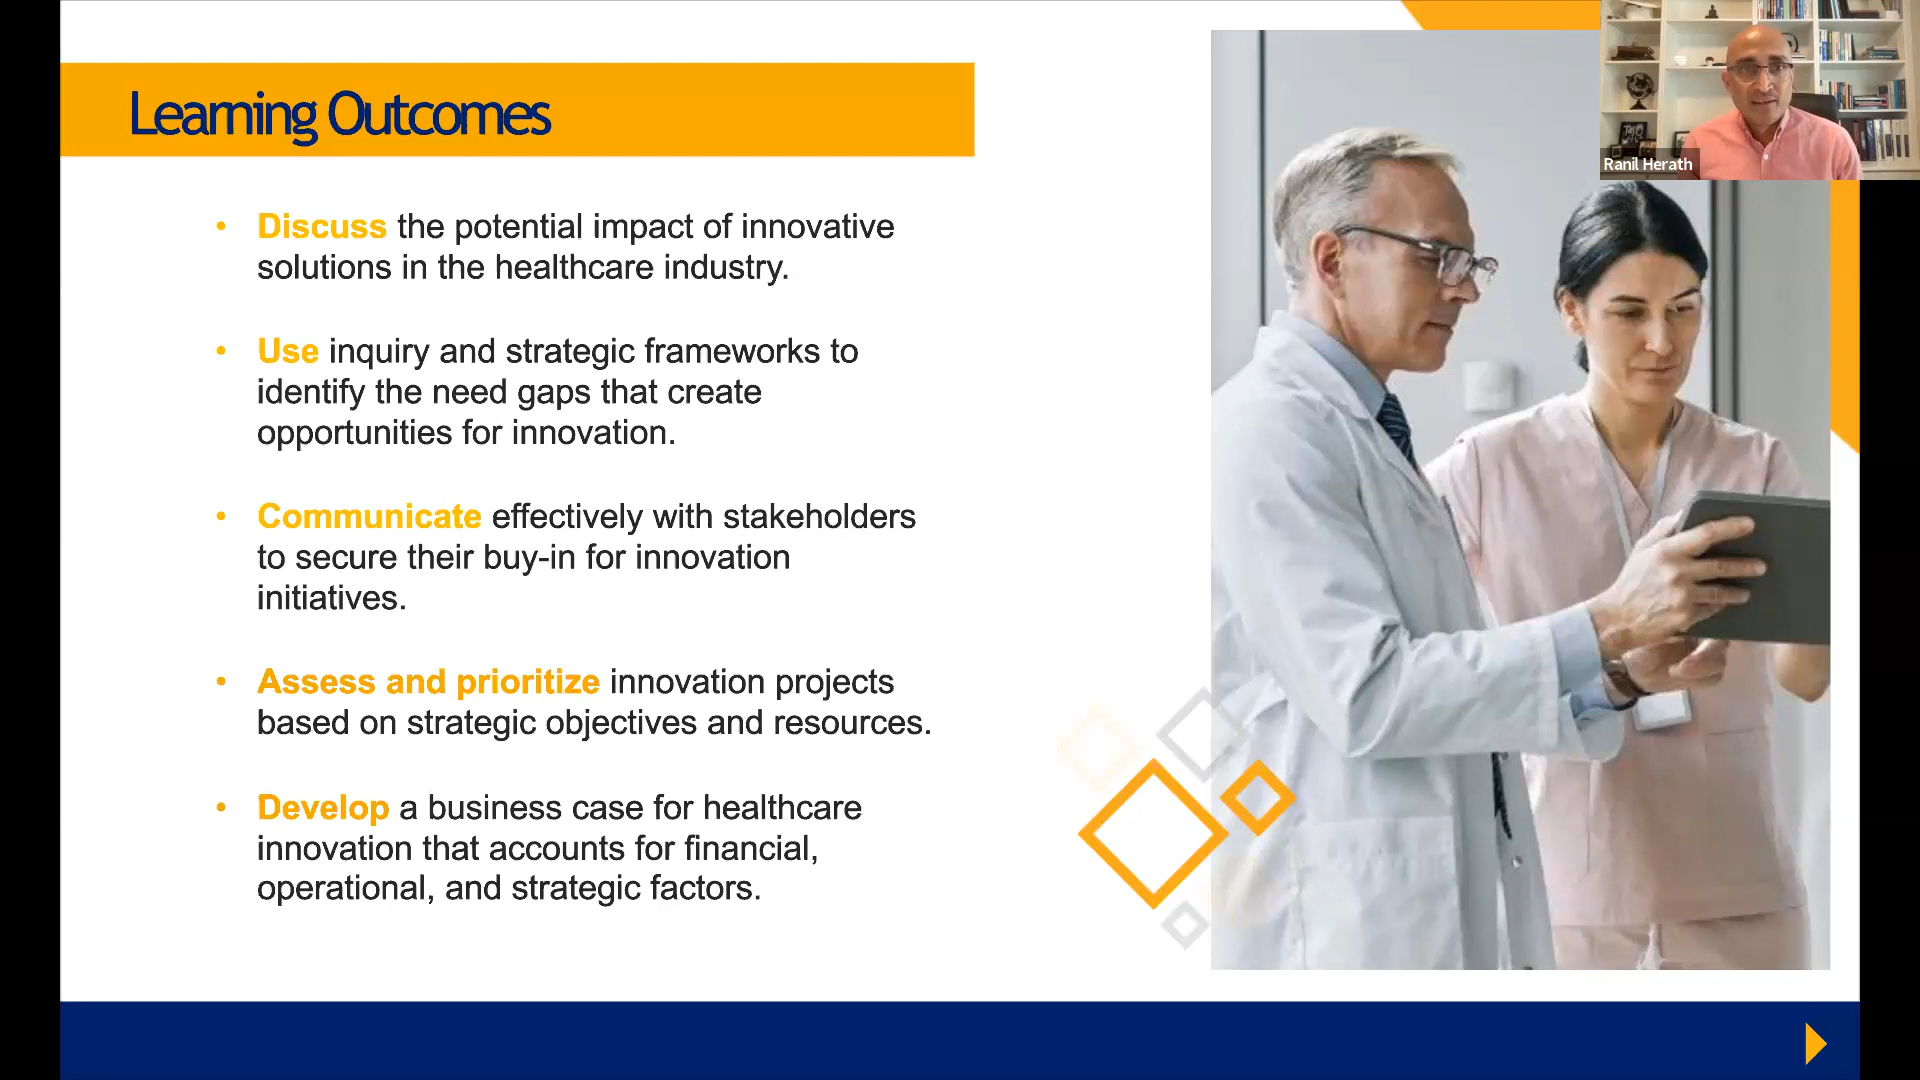 Learning Outcomes
Ranil Herath
• Discuss the potential impact of innovative
solutions in the healthcare industry.
• Use inquiry and strategic frameworks to
identify the need gaps that create
opportunities for innovation.
• Communicate effectively with stakeholders
to secure their buy-in for innovation
initiatives.
• Assess and prioritize innovation projects
based on strategic objectives and resources.
• Develop a business case for healthcare
innovation that accounts for financial,
operational, and strategic factors.